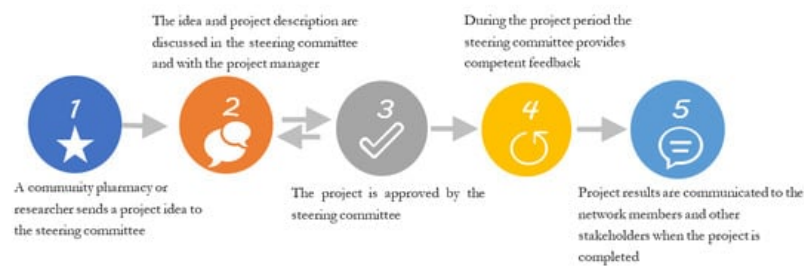 The idea and project description are
discussed in the steering committee
and with the project manager
During the project period the
steering committee provides
competent feedback
1
2
3
4
5
A community pharmacy or
researcher sends a project idea to
the steering committee
The project is approved by the
steering committee
Project results are communicated to the
network members and other
stakeholders when the project is
completed